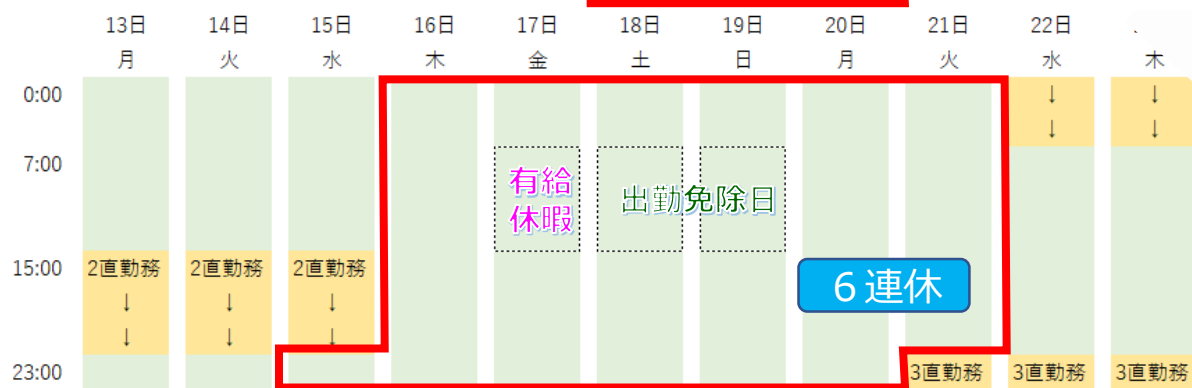 13日 14日 15日 16日 17日 18日 19日 20日 21日 22日
月 火 水 木 金 土 日 月 火 水 木
0:00 ↓ ↓
↓ ↓
7:00
有給
休暇
出勤免除日
15:00 2直勤務 2直勤務 2直勤務
6連休
↓ ↓ ↓
↓ ↓ ↓
23:00 3直勤務 3直勤務 3直勤務